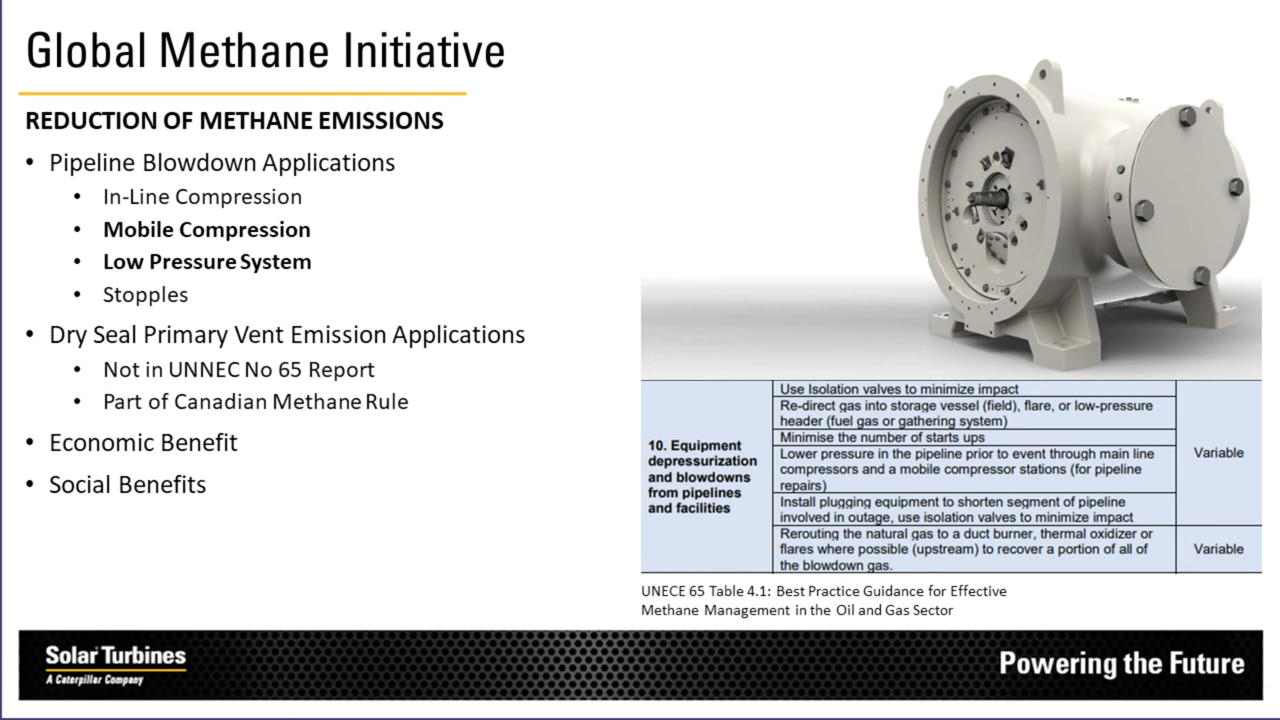 Global Methane Initiative
REDUCTION OF METHANE EMISSIONS
• Pipeline Blowdown Applications
• In-Line Compression
• Mobile Compression
• Low Pressure System
• Stopples
• Dry Seal Primary Vent Emission Applications
• Not in UNNEC No 65 Report
• Part of Canadian Methane Rule
• Economic Benefit
• Social Benefits
10. Equipment
depressurization
and blowdowns
from pipelines
and facilities
Use Isolation valves to minimize impact
Re-direct gas into storage vessel (field), flare, or low-pressure
header (fuel gas or gathering system)
Minimise the number of starts ups
Lower pressure in the pipeline prior to event through main line
compressors and a mobile compressor stations (for pipeline
repairs)
Install plugging equipment to shorten segment of pipeline
involved in outage, use isolation valves to minimize impact
Variable
Rerouting the natural gas to a duct burner, thermal oxidizer or
flares where possible (upstream) to recover a portion of all of
the blowdown gas.
Variable
UNECE 65 Table 4.1: Best Practice Guidance for Effective
Methane Management in the Oil and Gas Sector
Solar Turbines
A Caterpillar Company
Powering the Future